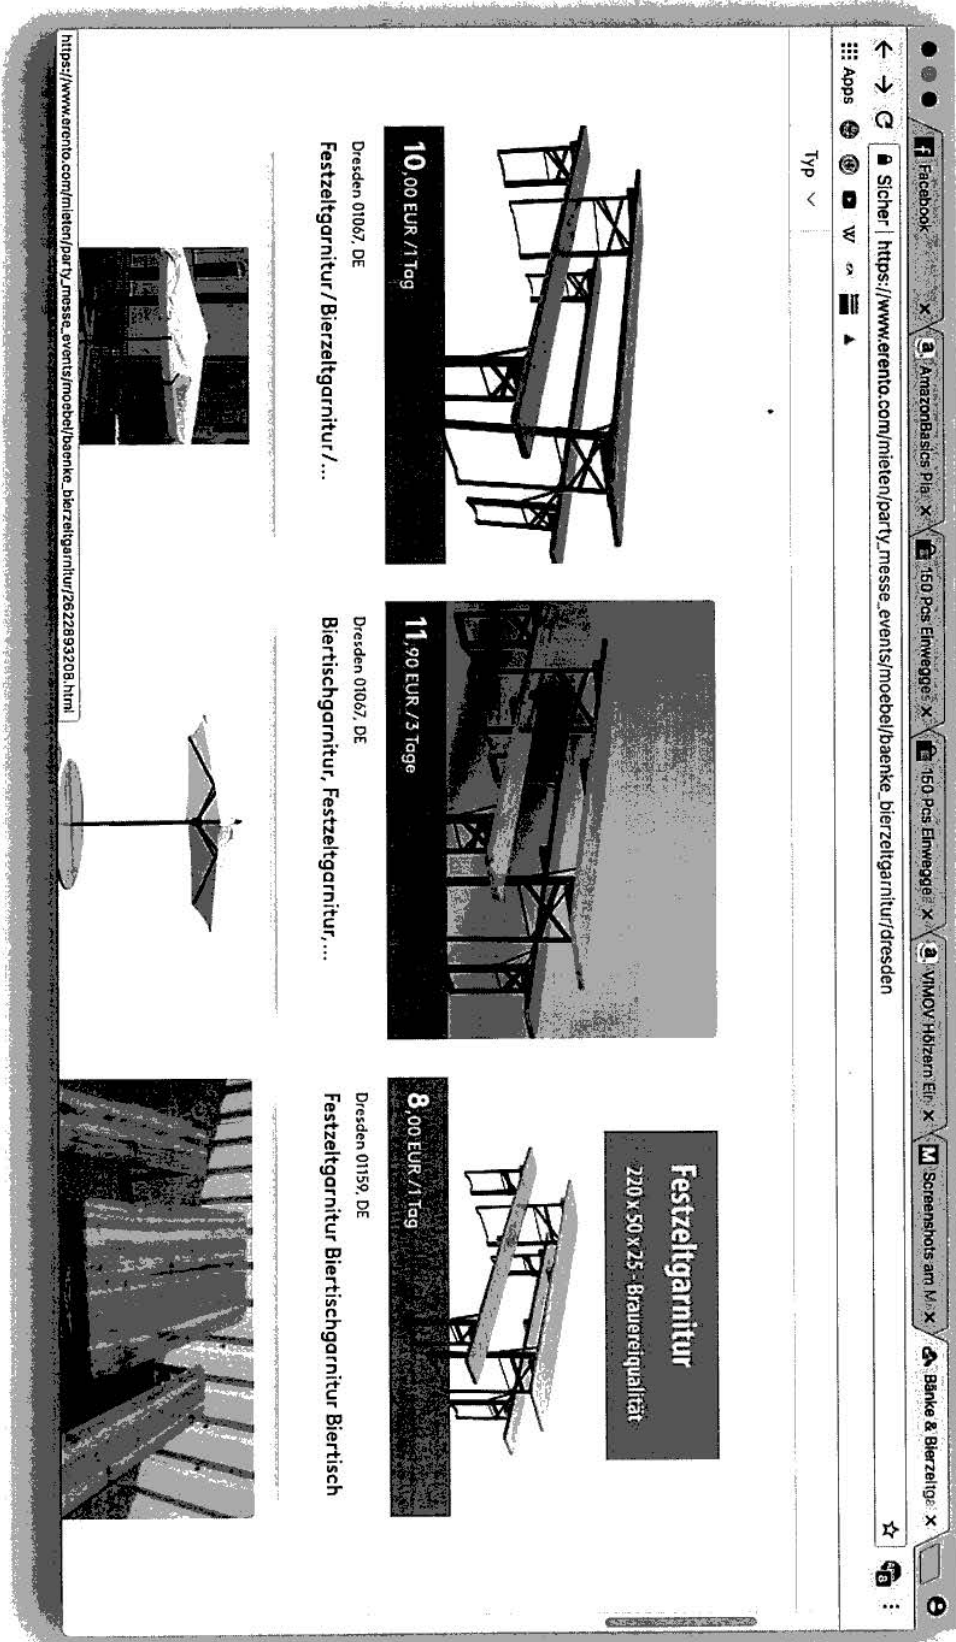 Facebook
AmazonBasics Pla
150 Pcs Einwegges
150 Pcs Einwegge
VIMOV Hölzern Ein
Screenshots am M
Bänke & Bierzeltga
Sicher | https://www.erento.com/mieten/party_messe_events/moebel/baenke_bierzeltgarnitur/dresden
Apps
Typ
10,00 EUR /1 Tag
Dresden 01067, DE
Festzeltgarnitur/Bierzeltgarnitur/...
11,90 EUR /3 Tage
Dresden 01067, DE
Biertischgarnitur, Festzeltgarnitur,...
Festzeltgarnitur
220 x 50 x 25 - Brauereiqualität
8,00 EUR /1 Tag
Dresden 01159, DE
Festzeltgarnitur Biertischgarnitur Biertisch
https://www.erento.com/mieten/party_messe_events/moebel/baenke_bierzeltgarnitur/2622893208.html